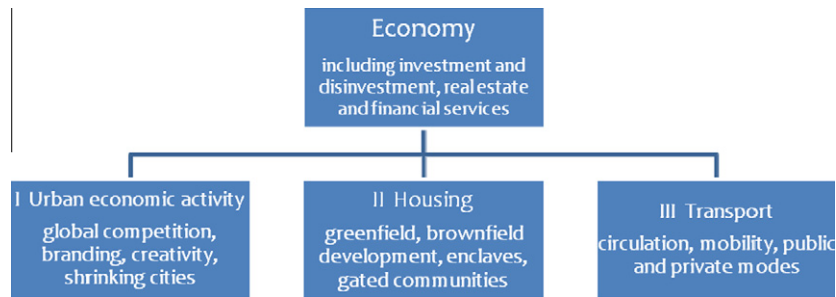 Economy
including investment and
disinvestment, real estate
and financial services
I Urban economic activity
global competition,
branding, creativity,
shrinking cities
II Housing
greenfield, brownfield
development, enclaves,
gated communities
III Transport
circulation, mobility, public
and private modes